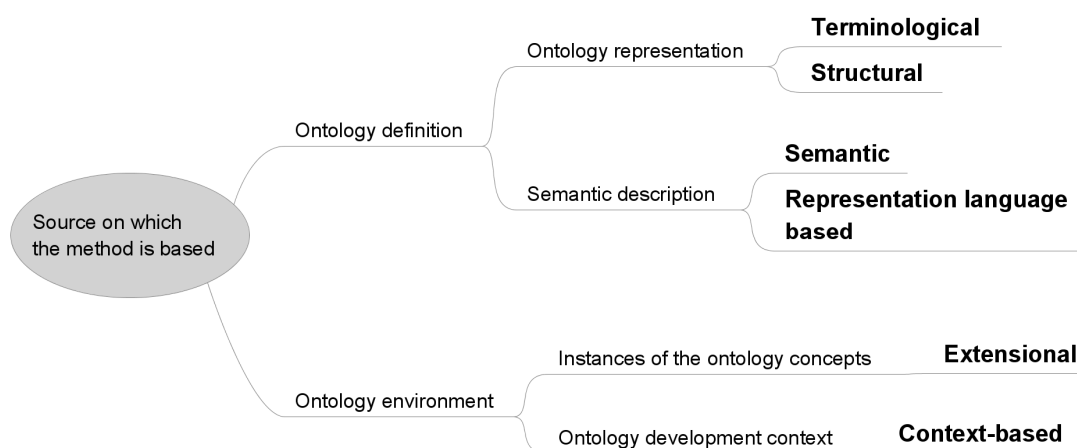 Terminological
Ontology representation
Structural
Ontology definition
Semantic
Semantic description
Representation language
based
Source on which
the method is based
Instances of the ontology concepts
Extensional
Ontology environment
Ontology development context
Context-based